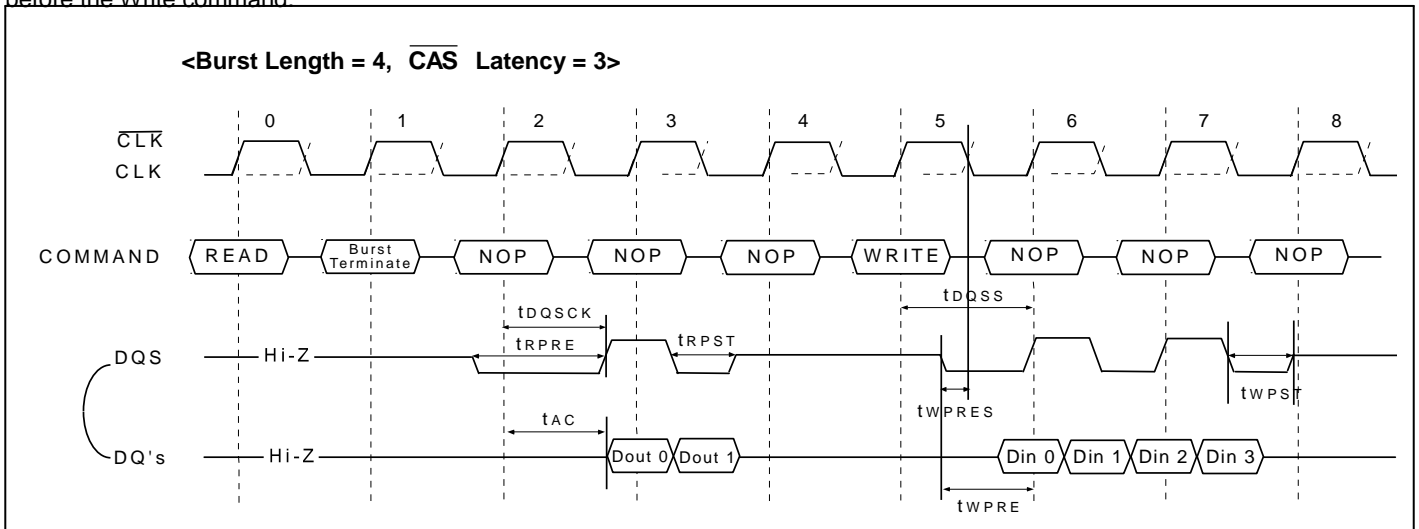 before the Write command.
<Burst Length = 4, CAS Latency = 3>
0 1 2 3 4 5 6 7 8
CLK
CLK
COMMAND READ Burst Terminate NOP NOP NOP WRITE NOP NOP NOP
tDQSS
tDQSCK
tRPRE tRPST
DQS Hi-Z
tWPRES tWPST
tAC
DQ's Hi-Z Dout 0 Dout 1 Din 0 Din 1 Din 2 Din 3
tWPRE